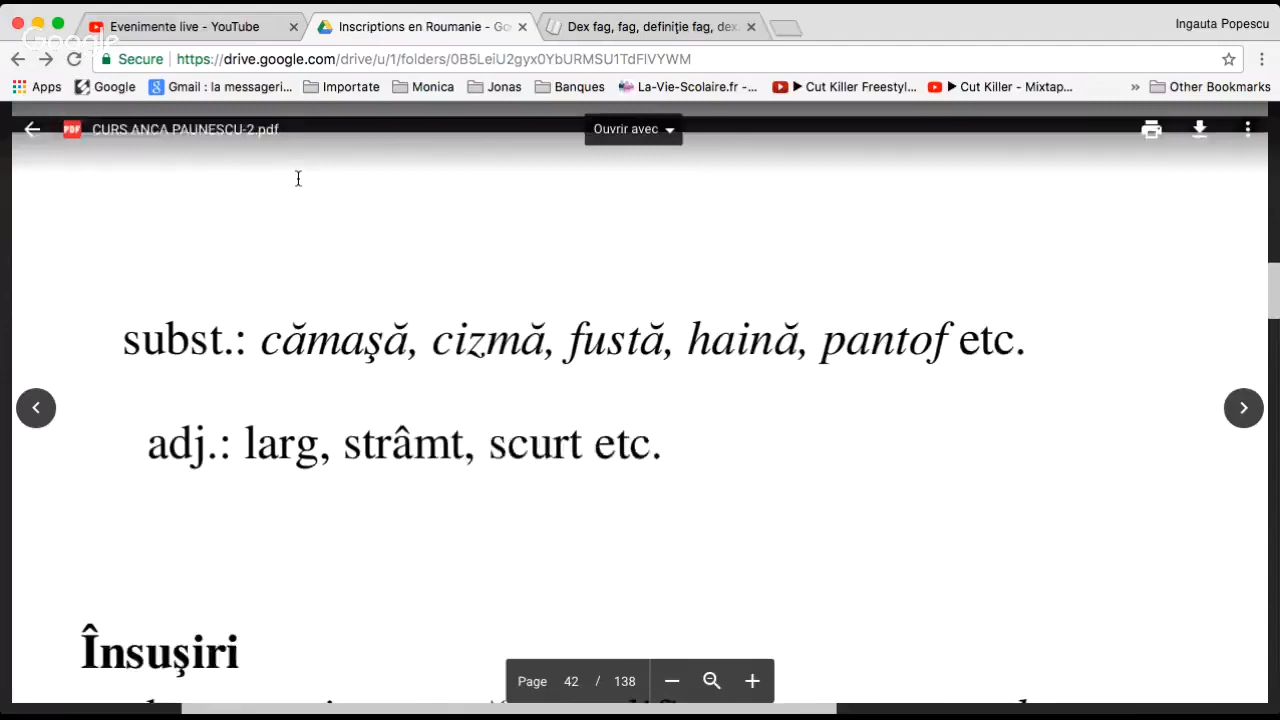 Evenimente live - YouTube
Inscriptions en Roumanie - Go
Dex fag, fag, definiţie fag, dex.
Ingauta Popescu
Google
Secure
https://drive.google.com/drive/u/1/folders/0B5LeiU2gyx0YbURMSU1TdFlVYWM
Apps
Google
Gmail : la messageri...
Importate
Monica
Jonas
Banques
La-Vie-Scolaire.fr -...
Cut Killer Freestyl...
Cut Killer - Mixtap...
»
Other Bookmarks
PDF
CURS ANCA PAUNESCU-2.pdf
Ouvrir avec
subst.: cămaşă, cizmă, fustă, haină, pantof etc.
adj.: larg, strâmt, scurt etc.
Însuşiri
Page 42 / 138